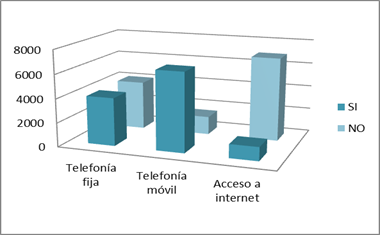 8000
6000
4000
2000
0
Telefonía
fija
Telefonía
móvil
Acceso a
internet
SI
NO